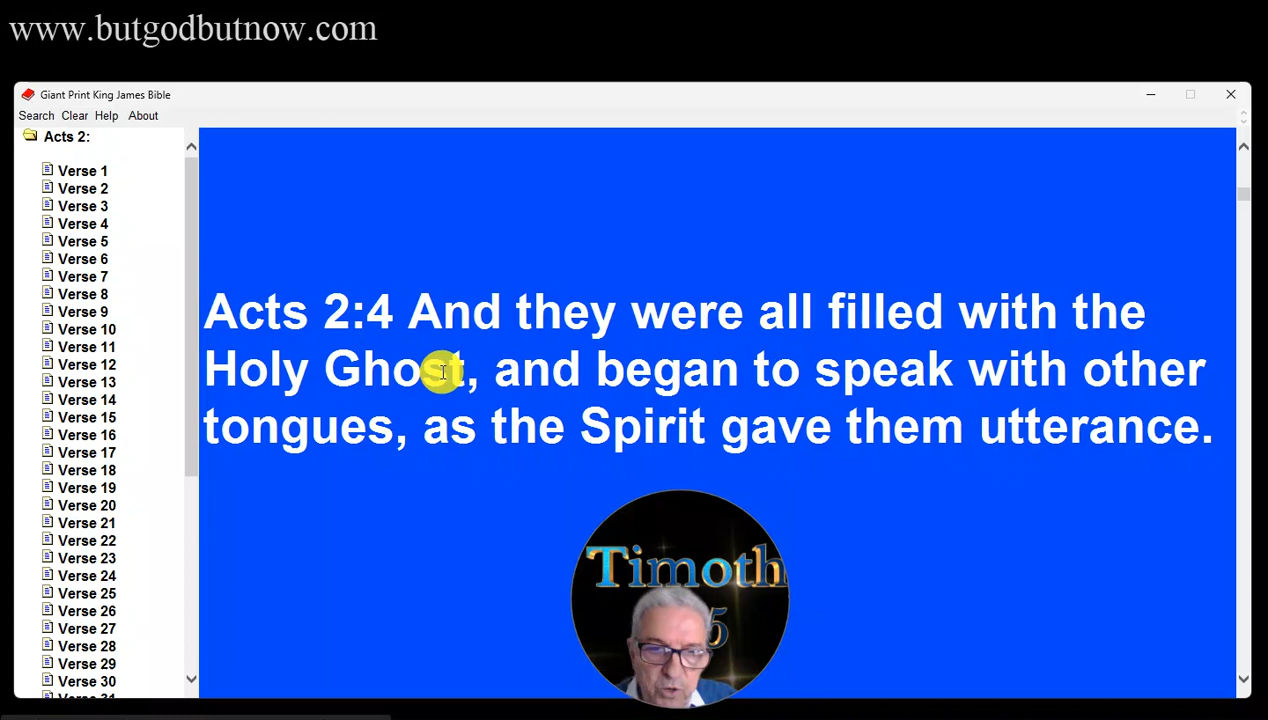 www.butgodbutnow.com
Giant Print King James Bible
Search Clear Help About
Acts 2:
Verse 1
Verse 2
Verse 3
Verse 4
Verse 5
Verse 6
Verse 7
Verse 8
Verse 9
Verse 10
Verse 11
Verse 12
Verse 13
Verse 14
Verse 15
Verse 16
Verse 17
Verse 18
Verse 19
Verse 20
Verse 21
Verse 22
Verse 23
Verse 24
Verse 25
Verse 26
Verse 27
Verse 28
Verse 29
Verse 30
Acts 2:4 And they were all filled with the
Holy Ghost, and began to speak with other
tongues, as the Spirit gave them utterance.
Timoth
5